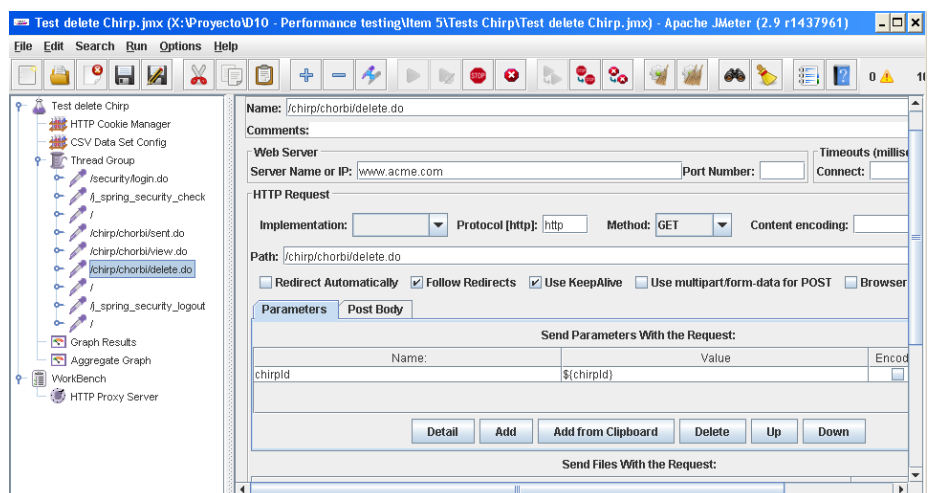 Test delete Chirp.jmx (X:\Proyecto\D10 - Performance testing\Item 5\Tests Chirp\Test delete Chirp.jmx) - Apache JMeter (2.9 r1437961)
File Edit Search Run Options Help
STOP
0
Test delete Chirp
HTTP Cookie Manager
CSV Data Set Config
Thread Group
/security/login.do
/j_spring_security_check
/
/chirp/chorbi/sent.do
/chirp/chorbi/view.do
/chirp/chorbi/delete.do
/
/j_spring_security_logout
/
Graph Results
Aggregate Graph
WorkBench
HTTP Proxy Server
Name: /chirp/chorbi/delete.do
Comments:
Web Server Timeouts (millise
Server Name or IP: www.acme.com Port Number: Connect:
HTTP Request
Implementation: Protocol [http]: http Method: GET Content encoding:
Path: /chirp/chorbi/delete.do
Redirect Automatically Follow Redirects Use KeepAlive Use multipart/form-data for POST Browser
Parameters Post Body
Send Parameters With the Request:
Name: Value Encod
chirpId ${chirpId}
Detail Add Add from Clipboard Delete Up Down
Send Files With the Request: